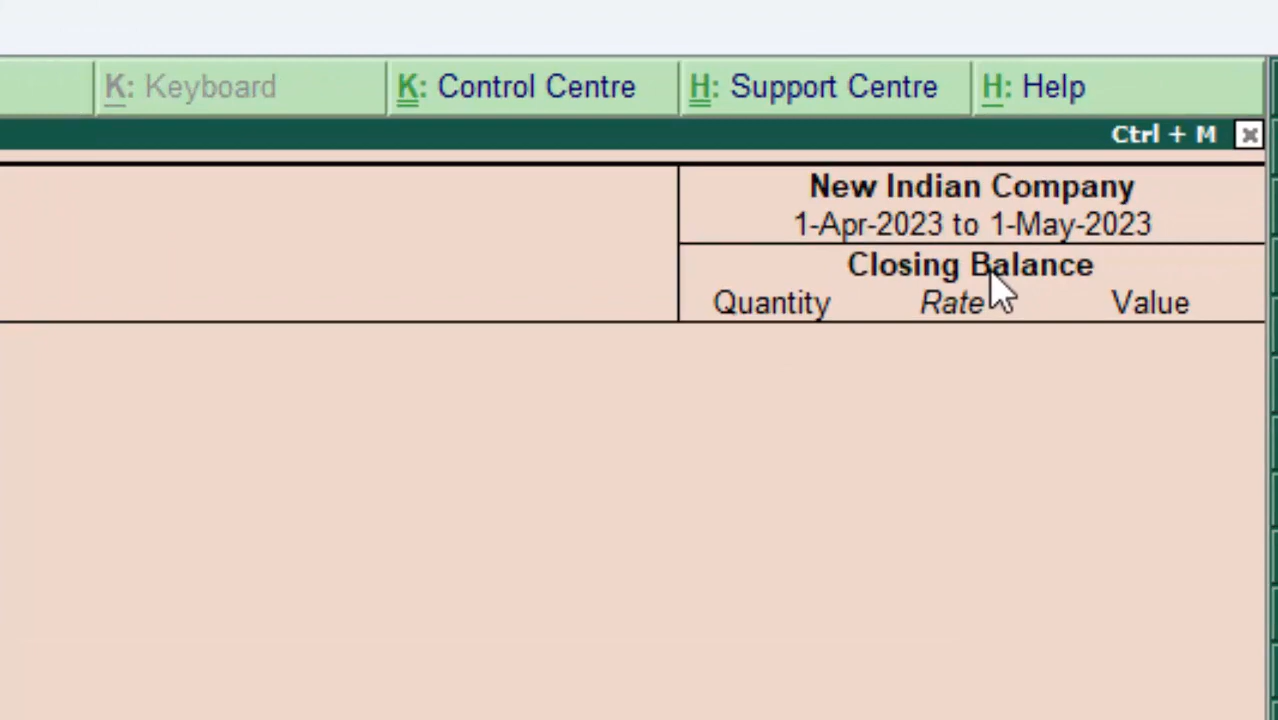 K: Keyboard K: Control Centre H: Support Centre H: Help
Ctrl + M
New Indian Company
1-Apr-2023 to 1-May-2023
Closing Balance
Quantity Rate Value